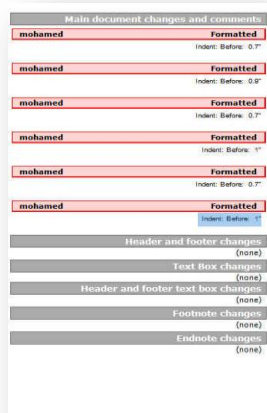 Main document changes and comments
mohamed Formatted
Indent: Before: 0.7"
mohamed Formatted
Indent: Before: 0.9"
mohamed Formatted
Indent: Before: 0.7"
mohamed Formatted
Indent: Before: 1"
mohamed Formatted
Indent: Before: 0.7"
mohamed Formatted
Indent: Before: 1"
Header and footer changes
(none)
Text Box changes
(none)
Header and footer text box changes
(none)
Footnote changes
(none)
Endnote changes
(none)